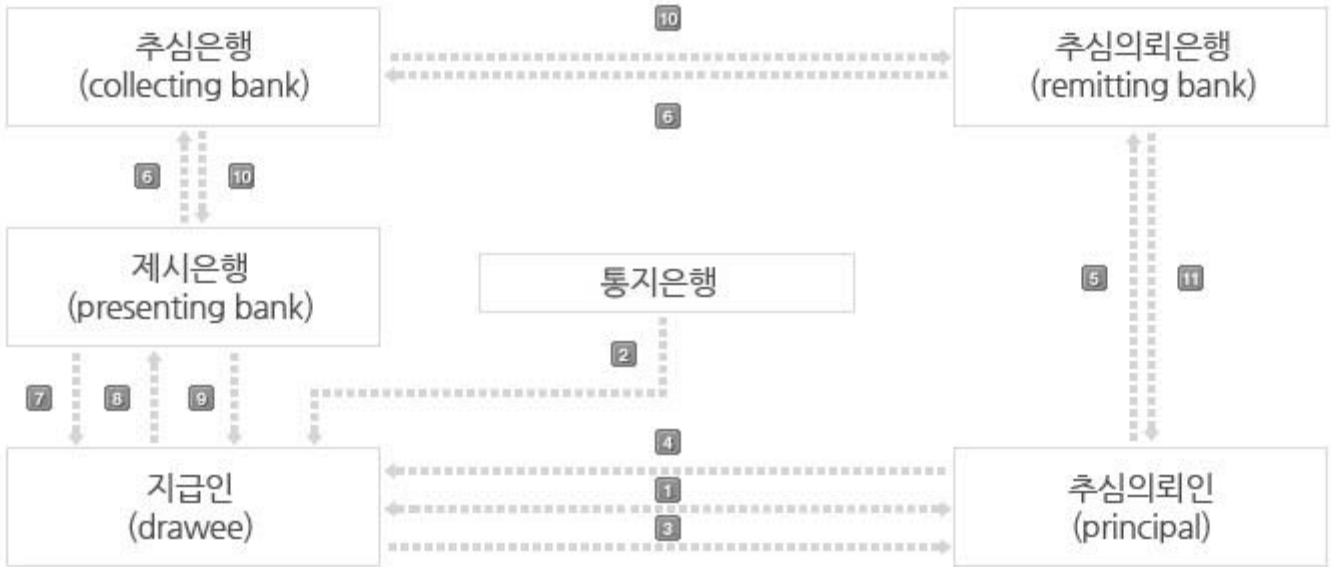 10
추심은행
(collecting bank)
추심의뢰은행
(remitting bank)
6
6
10
제시은행
(presenting bank)
통지은행
5
11
2
7
8
9
4
지급인
(drawee)
1
추심의뢰인
(principal)
3